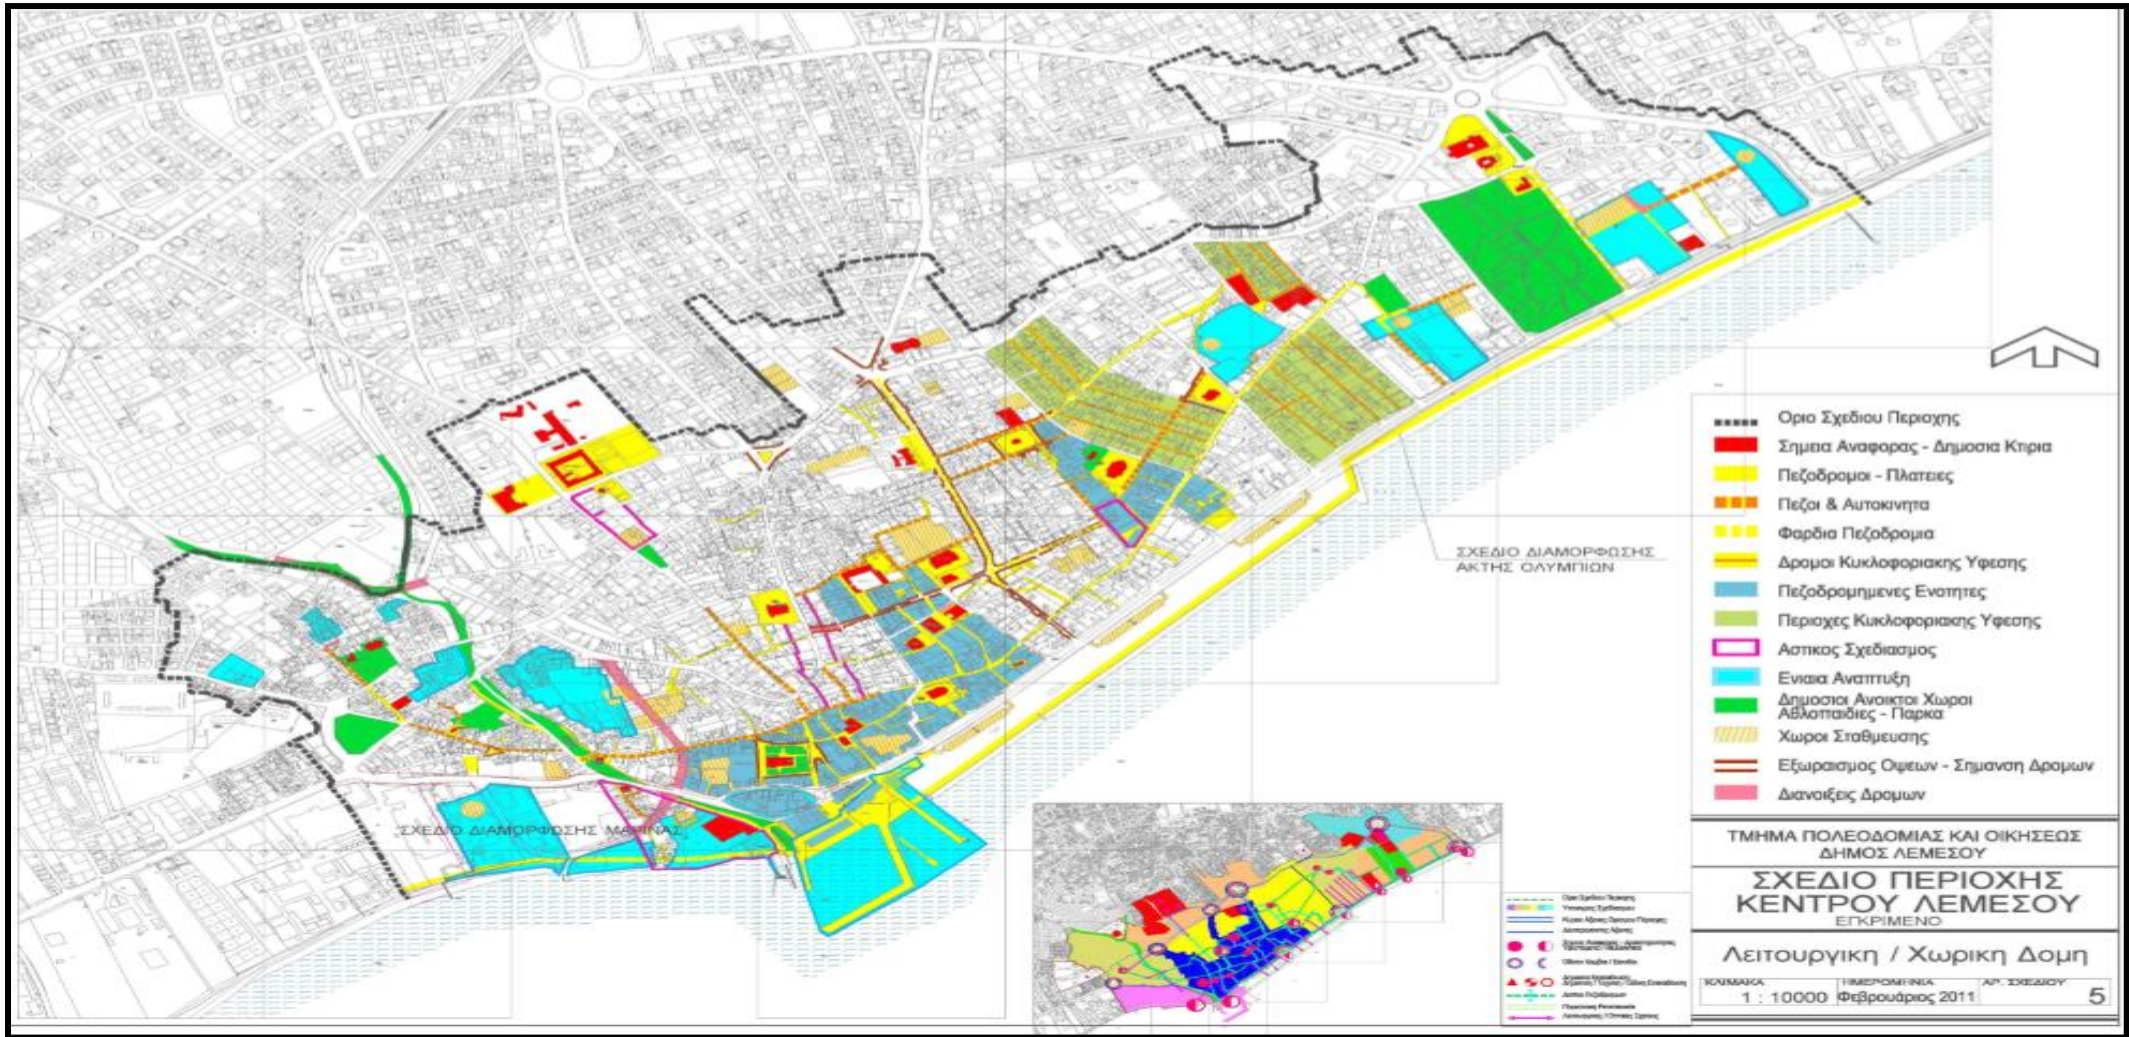 Οριο Σχεδιου Περιοχης
Σημεια Αναφορας - Δημοσια Κτιρια
Πεζοδρομοι - Πλατειες
Πεζοι & Αυτοκινητα
Φαρδια Πεζοδρομια
Δρομοι Κυκλοφοριακης Υφεσης
Πεζοδρομημενες Ενοτητες
Περιοχες Κυκλοφοριακης Υφεσης
Αστικος Σχεδιασμος
Ενιαια Αναπτυξη
Δημοσιοι Ανοικτοι Χωροι
Αθλοπαιδιες - Παρκα
Χωροι Σταθμευσης
Εξωραισμος Οψεων - Σημανση Δρομων
Διανοιξεις Δρομων
ΣΧΕΔΙΟ ΔΙΑΜΟΡΦΩΣΗΣ
ΑΚΤΗΣ ΟΛΥΜΠΙΩΝ
ΣΧΕΔΙΟ ΔΙΑΜΟΡΦΩΣΗΣ ΜΑΡΙΝΑΣ
ΤΜΗΜΑ ΠΟΛΕΟΔΟΜΙΑΣ ΚΑΙ ΟΙΚΗΣΕΩΣ
ΔΗΜΟΣ ΛΕΜΕΣΟΥ
ΣΧΕΔΙΟ ΠΕΡΙΟΧΗΣ
ΚΕΝΤΡΟΥ ΛΕΜΕΣΟΥ
ΕΓΚΡΙΜΕΝΟ
Λειτουργικη / Χωρικη Δομη
ΚΛΙΜΑΚΑ ΗΜΕΡΟΜΗΝΙΑ ΑΡ. ΣΧΕΔΙΟΥ
1 : 10000 Φεβρουάριος 2011 5